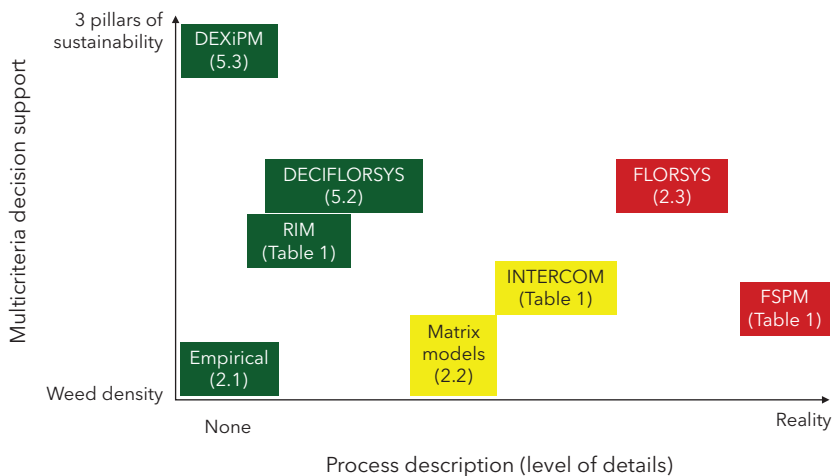 3 pillars of
sustainability
DEXiPM
(5.3)
Multicriteria decision support
DECIFLORSYS
(5.2)
FLORSYS
(2.3)
RIM
(Table 1)
INTERCOM
(Table 1)
FSPM
(Table 1)
Matrix
models
(2.2)
Empirical
(2.1)
Weed density
None
Reality
Process description (level of details)